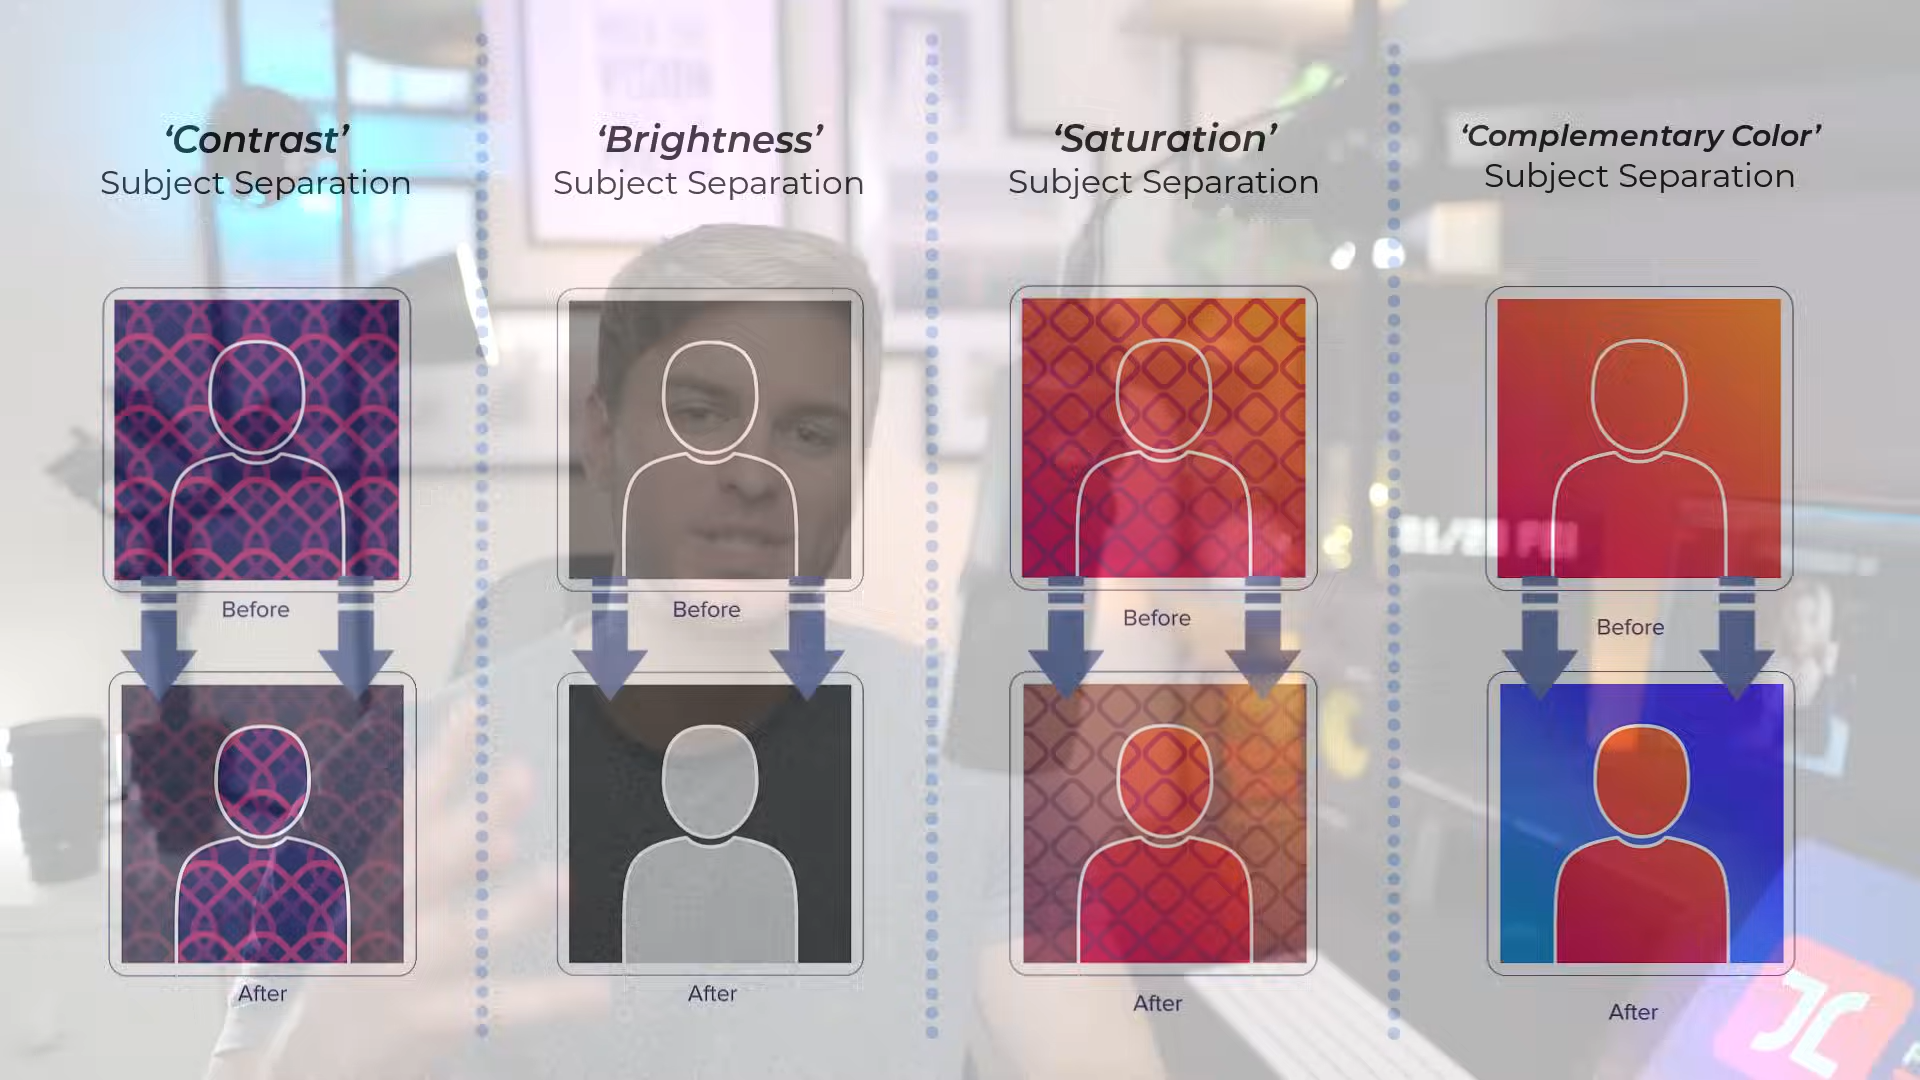 ‘Contrast’
Subject Separation
‘Brightness’
Subject Separation
‘Saturation’
Subject Separation
‘Complementary Color’
Subject Separation
VISION
Before
Before
Before
Before
After
After
After
After